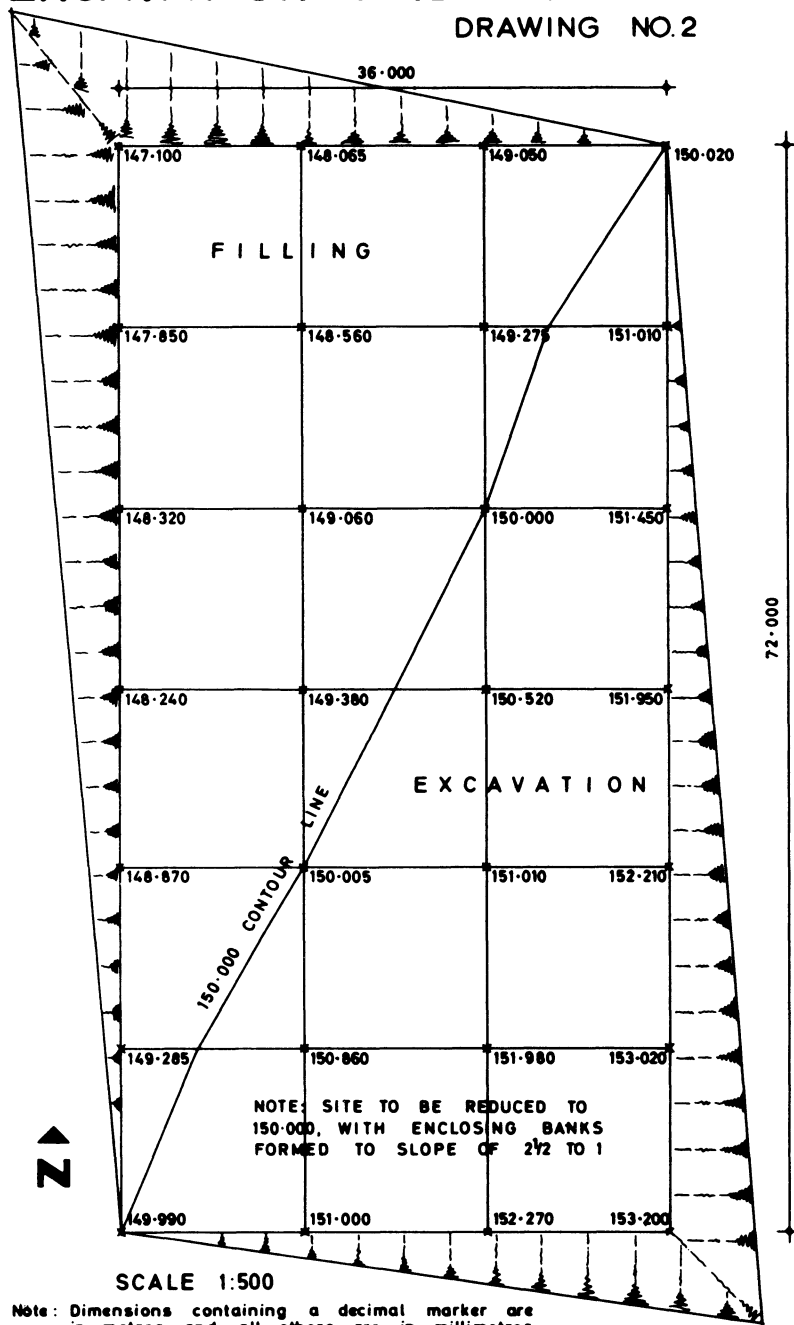 DRAWING NO. 2
36·000
147·100 148·065 149·050 150·020
FILLING
147·850 148·560 149·275 151·010
148·320 149·060 150·000 151·450
72·000
148·240 149·380 150·520 151·950
EXCAVATION
150·000 CONTOUR LINE
148·870 150·005 151·010 152·210
149·285 150·860 151·980 153·020
NOTE: SITE TO BE REDUCED TO
150·000, WITH ENCLOSING BANKS
FORMED TO SLOPE OF 2½ TO 1
N
149·990 151·000 152·270 153·200
SCALE 1:500
Note: Dimensions containing a decimal marker are
in metres and all others are in millimetres